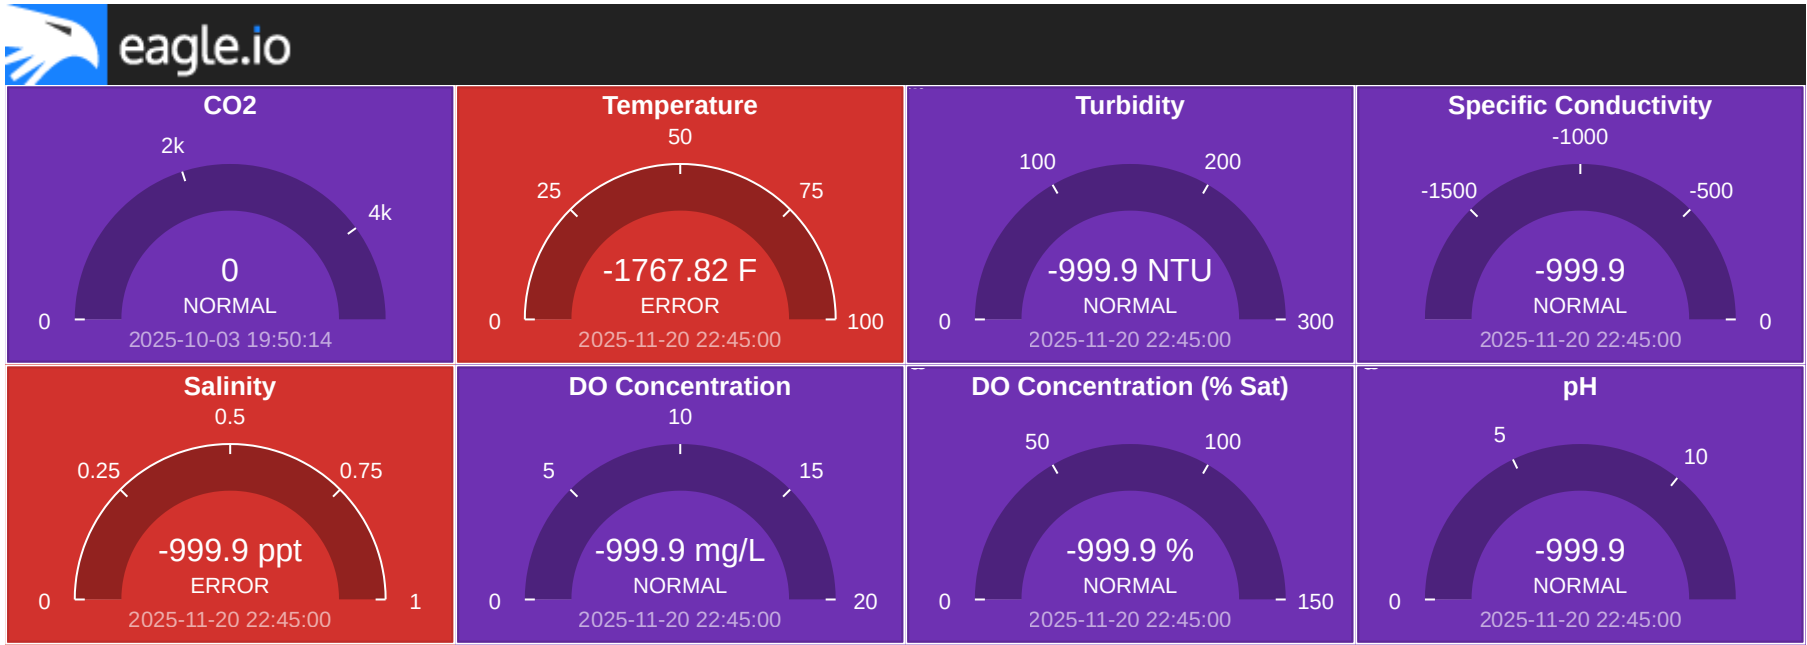 eagle.io
CO2
2k
4k
0
0
NORMAL
2025-10-03 19:50:14
Temperature
50
25
75
-1767.82 F
ERROR
0
100
2025-11-20 22:45:00
Turbidity
100
200
-999.9 NTU
NORMAL
0
300
2025-11-20 22:45:00
Specific Conductivity
-1000
-1500
-500
-999.9
NORMAL
0
2025-11-20 22:45:00
Salinity
0.5
0.25
0.75
-999.9 ppt
ERROR
0
1
2025-11-20 22:45:00
DO Concentration
10
5
15
-999.9 mg/L
NORMAL
0
20
2025-11-20 22:45:00
DO Concentration (% Sat)
50
100
-999.9 %
NORMAL
0
150
2025-11-20 22:45:00
pH
5
10
-999.9
NORMAL
0
2025-11-20 22:45:00